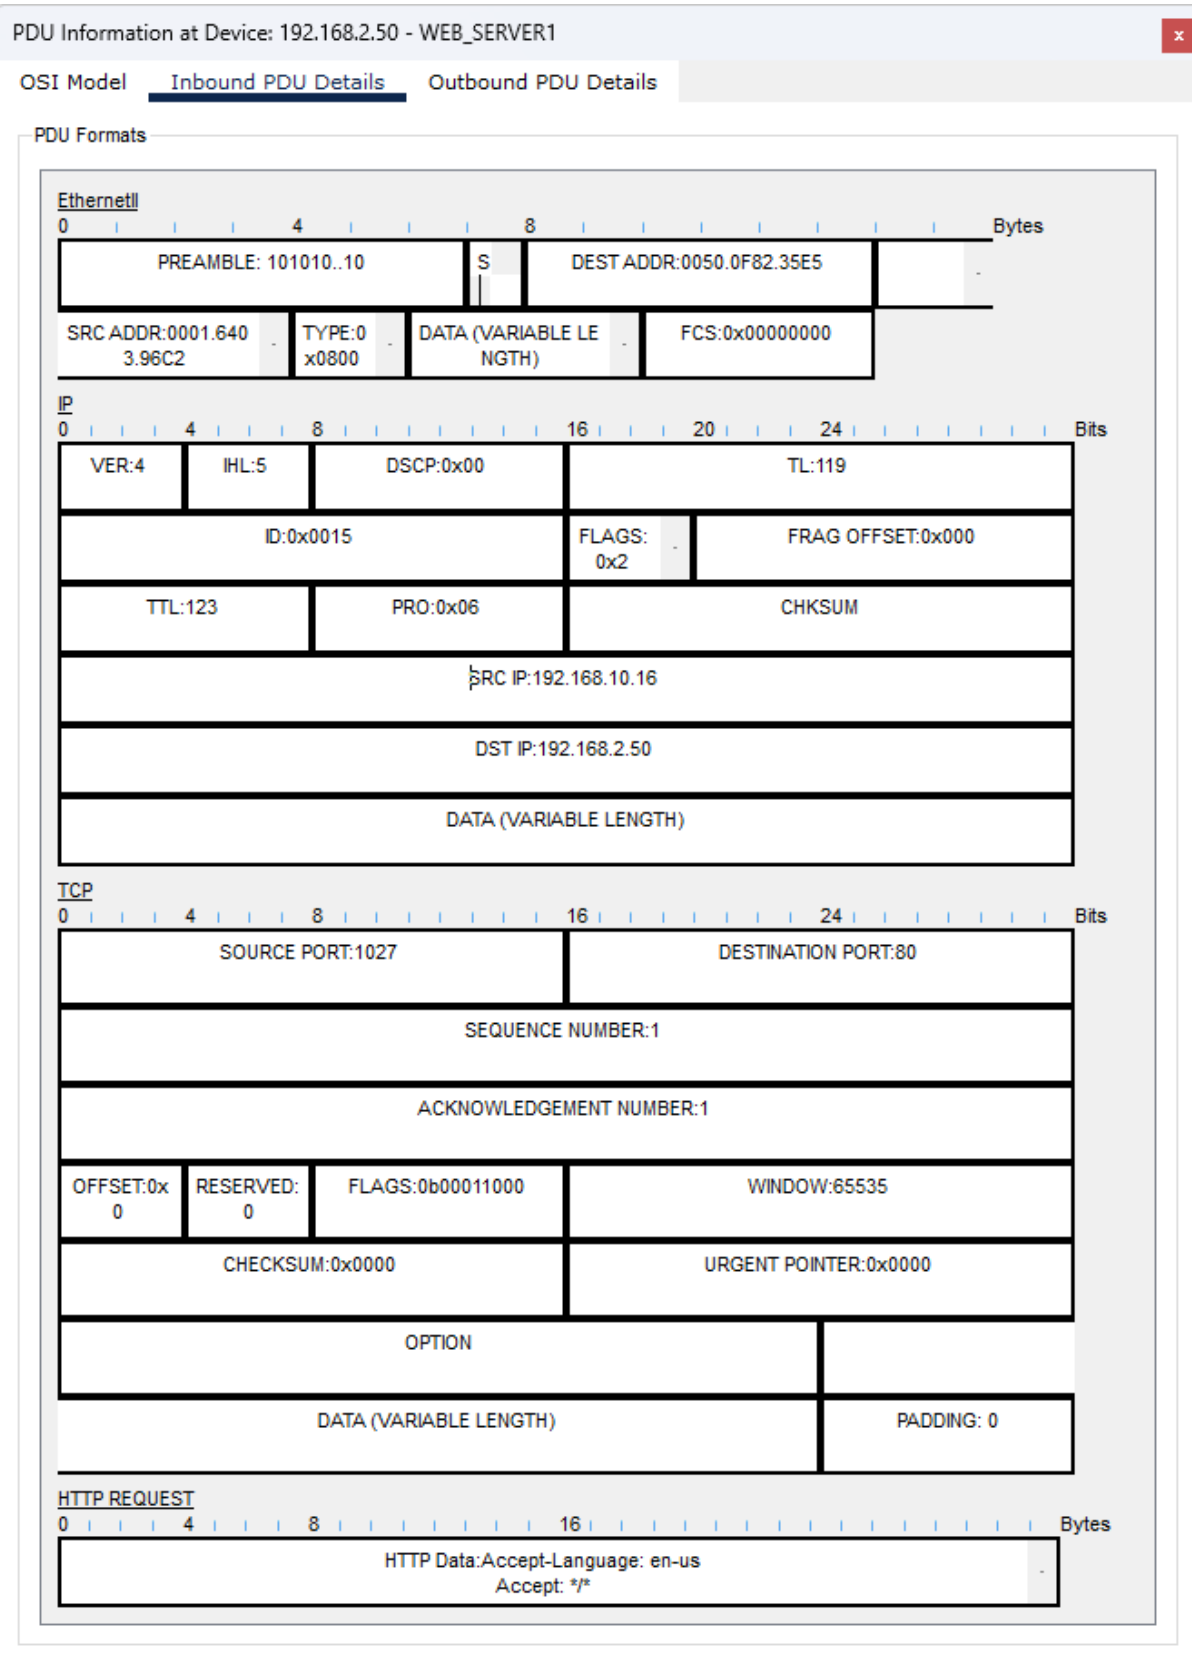 PDU Information at Device: 192.168.2.50 - WEB_SERVER1
x
OSI Model Inbound PDU Details Outbound PDU Details
PDU Formats
EthernetII
0 4 8 Bytes
PREAMBLE: 101010..10 S DEST ADDR:0050.0F82.35E5
SRC ADDR:0001.640 TYPE:0 DATA (VARIABLE LE FCS:0x00000000
3.96C2 x0800 NGTH)
IP
0 4 8 16 20 24 Bits
VER:4 IHL:5 DSCP:0x00 TL:119
ID:0x0015 FLAGS: FRAG OFFSET:0x000
0x2
TTL:123 PRO:0x06 CHKSUM
SRC IP:192.168.10.16
DST IP:192.168.2.50
DATA (VARIABLE LENGTH)
TCP
0 4 8 16 24 Bits
SOURCE PORT:1027 DESTINATION PORT:80
SEQUENCE NUMBER:1
ACKNOWLEDGEMENT NUMBER:1
OFFSET:0x RESERVED: FLAGS:0b00011000 WINDOW:65535
0 0
CHECKSUM:0x0000 URGENT POINTER:0x0000
OPTION
DATA (VARIABLE LENGTH) PADDING: 0
HTTP REQUEST
0 4 8 16 Bytes
HTTP Data:Accept-Language: en-us
Accept: */*